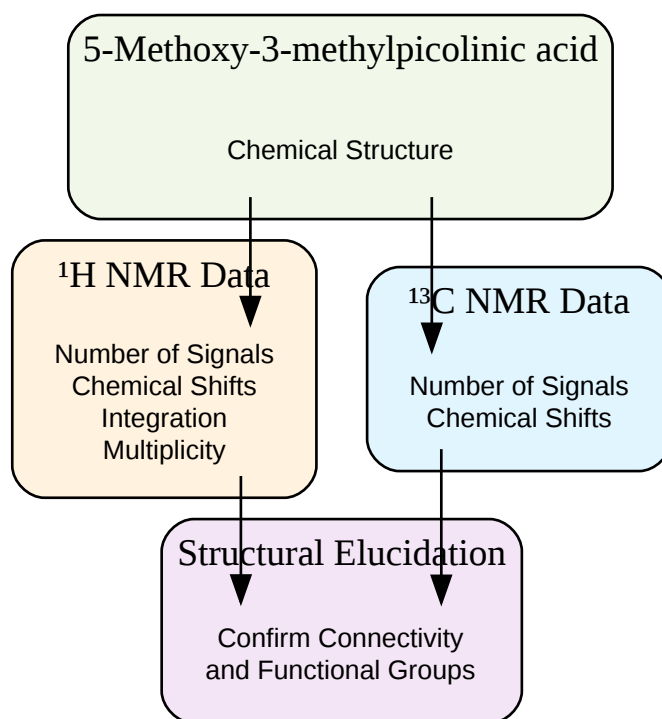 5-Methoxy-3-methylpicolinic acid
Chemical Structure
¹H NMR Data
Number of Signals
Chemical Shifts
Integration
Multiplicity
¹³C NMR Data
Number of Signals
Chemical Shifts
Structural Elucidation
Confirm Connectivity
and Functional Groups